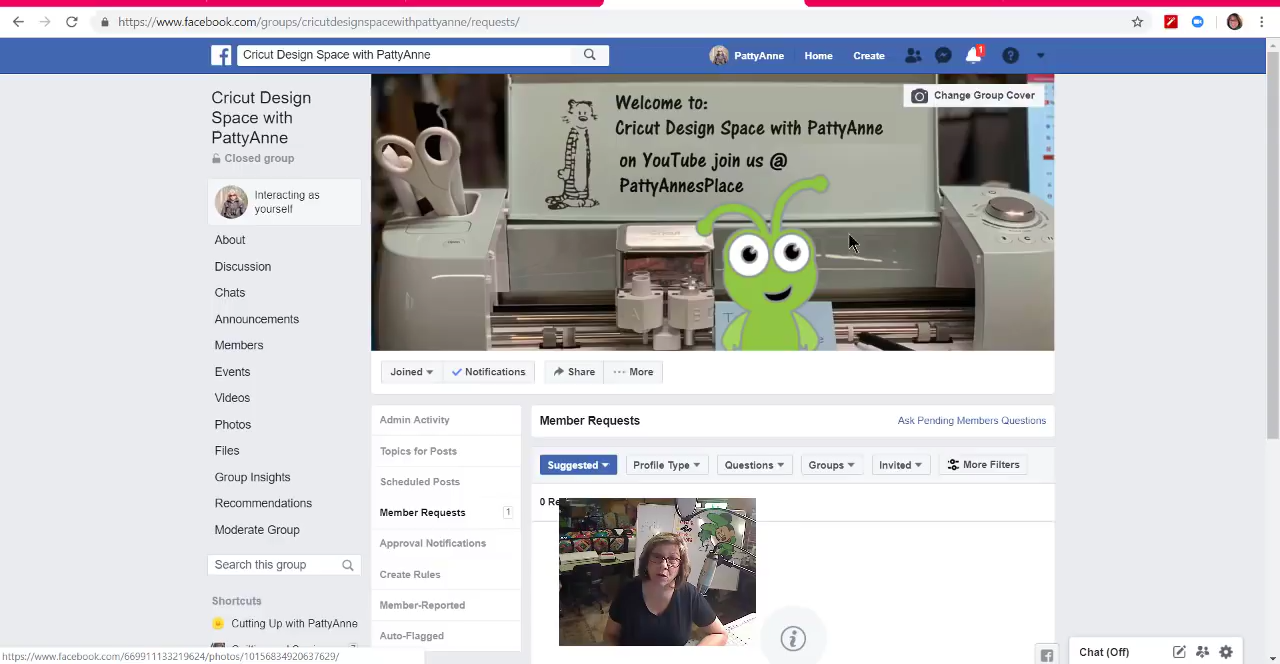 https://www.facebook.com/groups/cricutdesignspacewithpattyanne/requests/
Cricut Design Space with PattyAnne
PattyAnne
Home
Create
1
Cricut Design
Space with
PattyAnne
Closed group
Interacting as
yourself
About
Discussion
Chats
Announcements
Members
Events
Videos
Photos
Files
Group Insights
Recommendations
Moderate Group
Search this group
Shortcuts
Cutting Up with PattyAnne
Change Group Cover
Welcome to:
Cricut Design Space with PattyAnne
on YouTube join us @
PattyAnnesPlace
Joined
Notifications
Share
More
Admin Activity
Topics for Posts
Scheduled Posts
Member Requests 1
Approval Notifications
Create Rules
Member-Reported
Auto-Flagged
Member Requests
Ask Pending Members Questions
Suggested
Profile Type
Questions
Groups
Invited
More Filters
0
Chat (Off)
https://www.facebook.com/669911133219624/photos/10156834920637629/